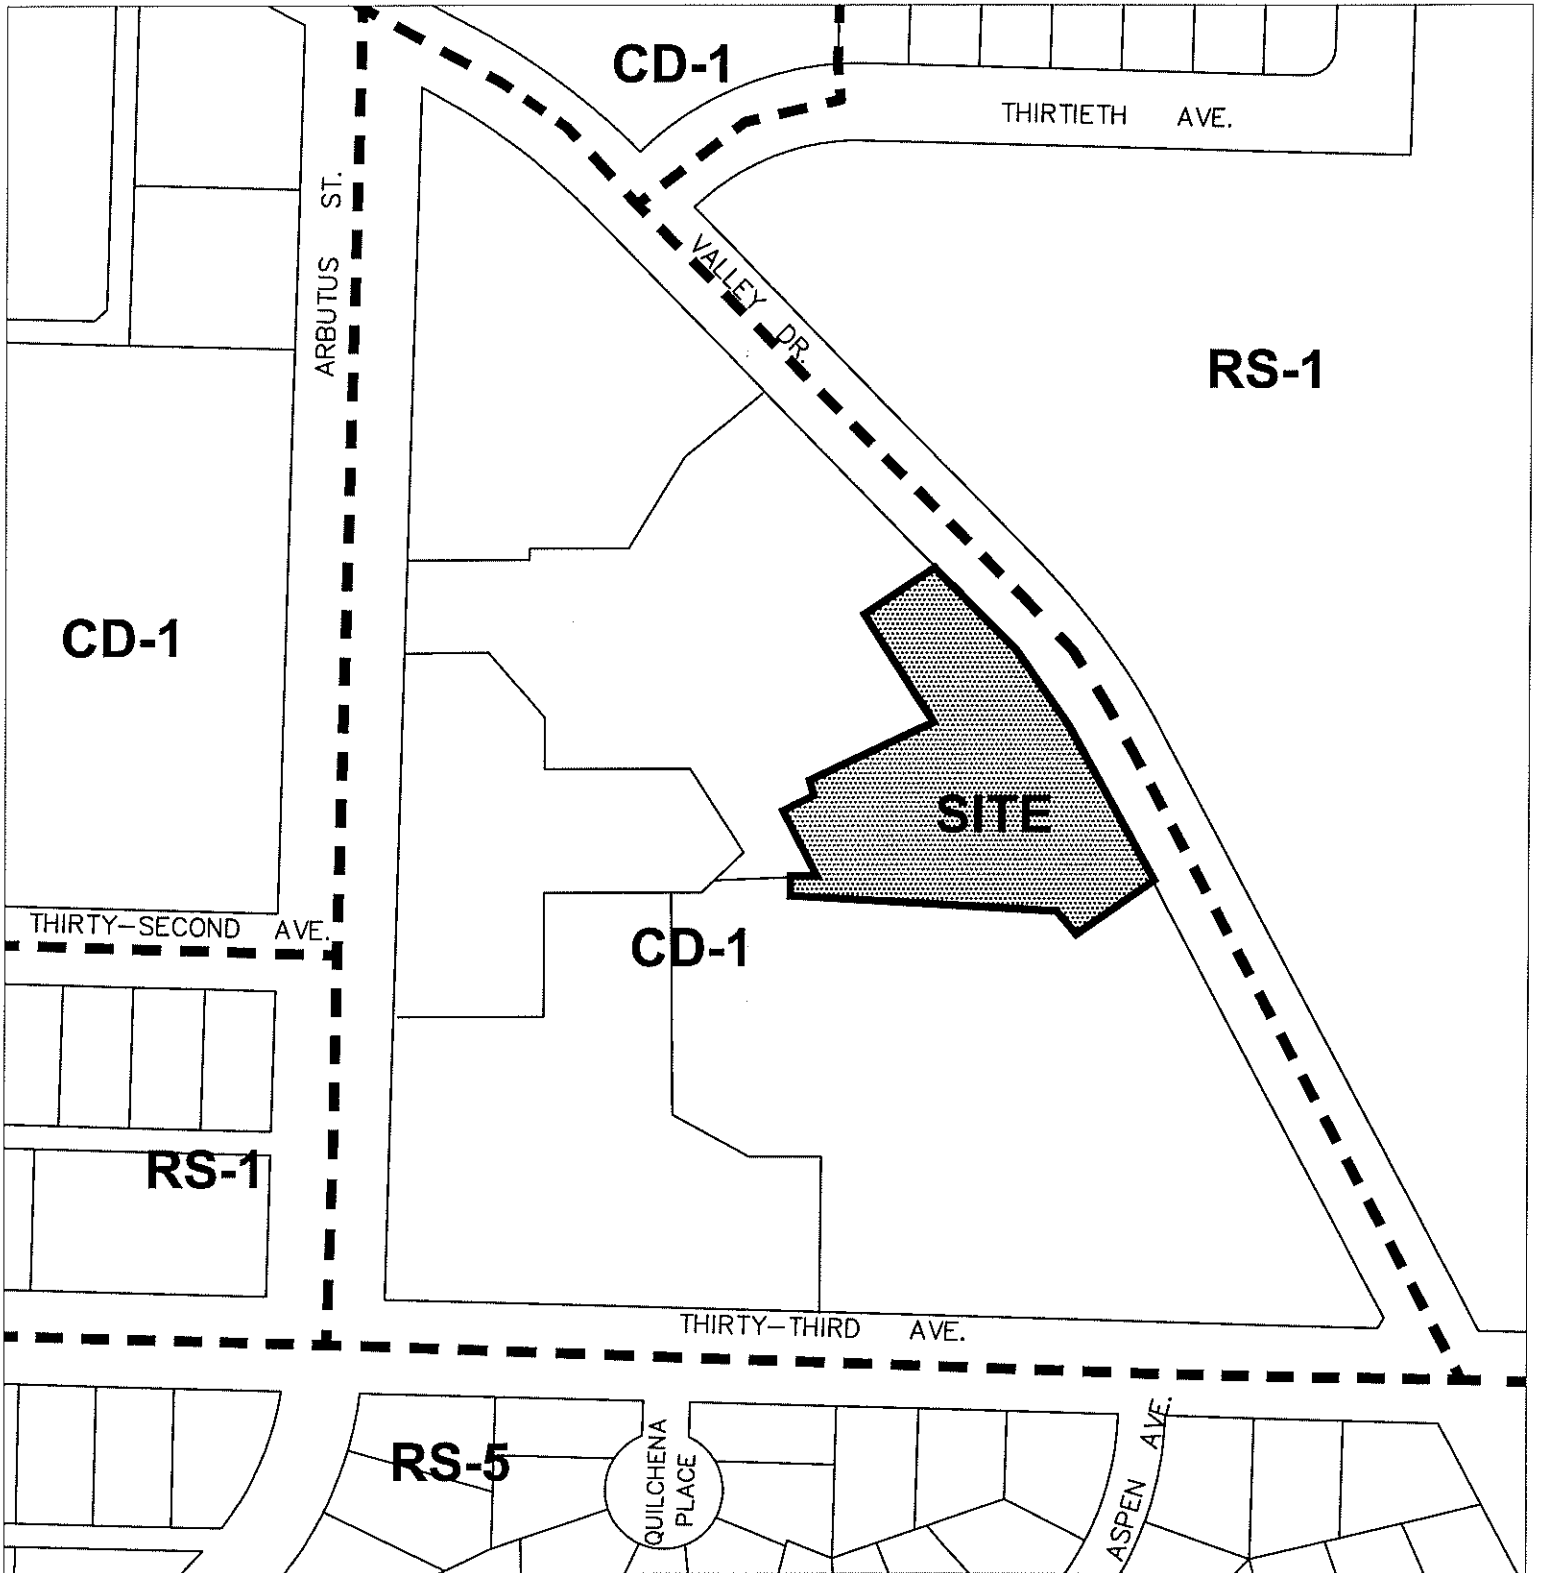 CD-1
THIRTIETH AVE.
ARBUTUS ST.
VALLEY DR.
RS-1
CD-1
SITE
THIRTY-SECOND AVE.
CD-1
RS-1
THIRTY-THIRD AVE.
RS-5
QUILCHENA
PLACE
ASPEN AVE.